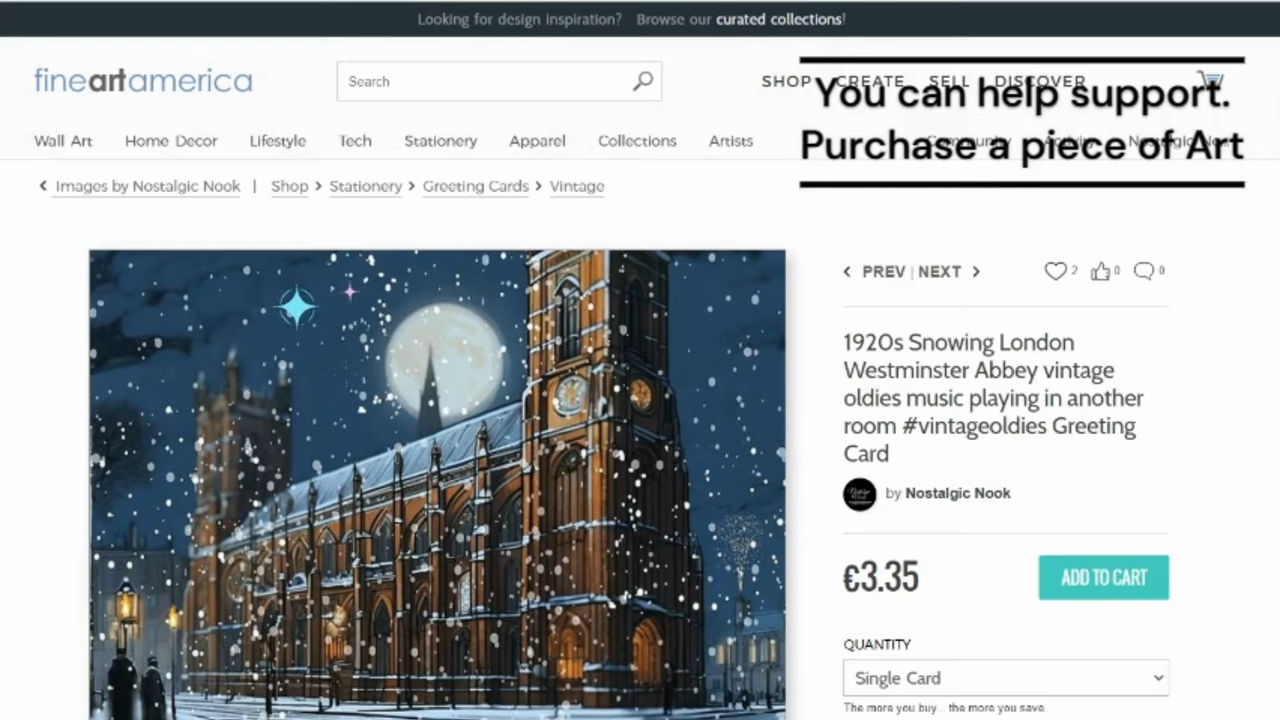 Looking for design inspiration? Browse our curated collections!
fineartamerica
Search
SHOP CREATE SELL DISCOVER
You can help support.
Purchase a piece of Art
Wall Art Home Decor Lifestyle Tech Stationery Apparel Collections Artists Community Activity
Images by Nostalgic Nook | Shop > Stationery > Greeting Cards > Vintage
PREV | NEXT 2 0 0
1920s Snowing London
Westminster Abbey vintage
oldies music playing in another
room #vintageoldies Greeting
Card
by Nostalgic Nook
€3.35
ADD TO CART
QUANTITY
Single Card
The more you buy... the more you save.